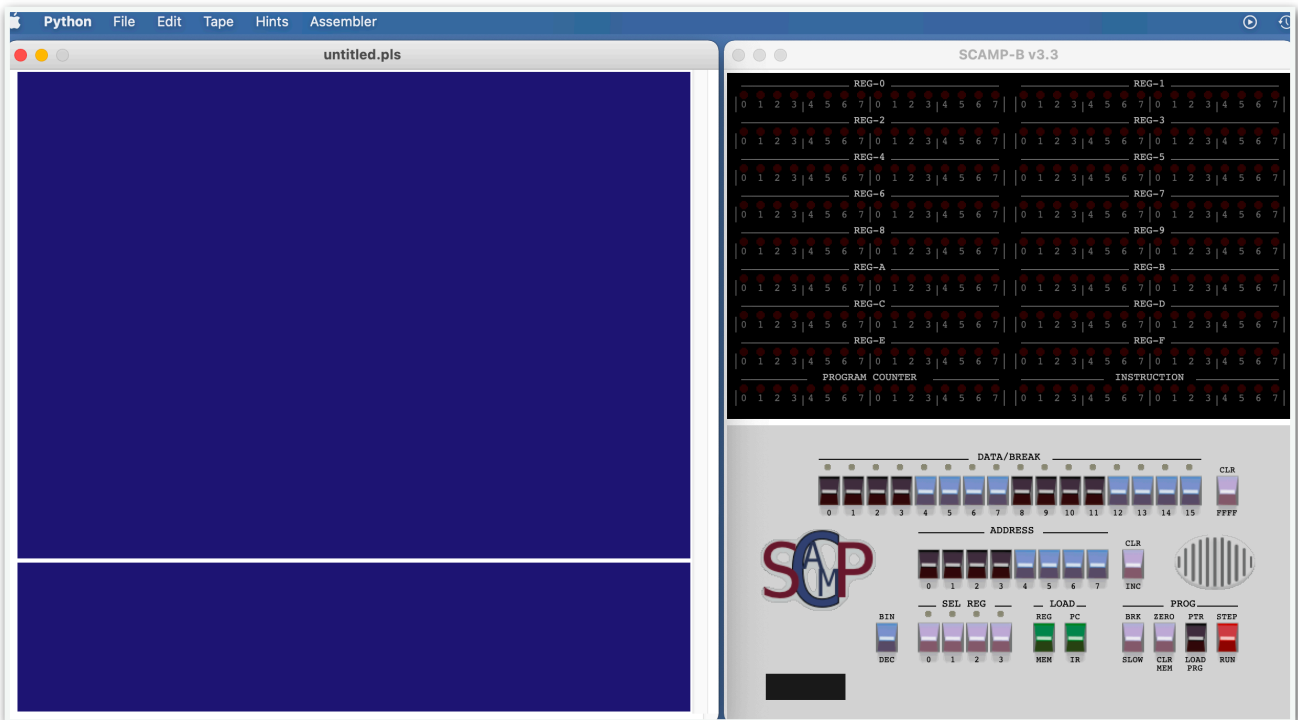 Python File Edit Tape Hints Assembler
untitled.pls
SCAMP-B v3.3
REG-0 REG-1
0 1 2 3 4 5 6 7 0 1 2 3 4 5 6 7 0 1 2 3 4 5 6 7 0 1 2 3 4 5 6 7
REG-2 REG-3
0 1 2 3 4 5 6 7 0 1 2 3 4 5 6 7 0 1 2 3 4 5 6 7 0 1 2 3 4 5 6 7
REG-4 REG-5
0 1 2 3 4 5 6 7 0 1 2 3 4 5 6 7 0 1 2 3 4 5 6 7 0 1 2 3 4 5 6 7
REG-6 REG-7
0 1 2 3 4 5 6 7 0 1 2 3 4 5 6 7 0 1 2 3 4 5 6 7 0 1 2 3 4 5 6 7
REG-8 REG-9
0 1 2 3 4 5 6 7 0 1 2 3 4 5 6 7 0 1 2 3 4 5 6 7 0 1 2 3 4 5 6 7
REG-A REG-B
0 1 2 3 4 5 6 7 0 1 2 3 4 5 6 7 0 1 2 3 4 5 6 7 0 1 2 3 4 5 6 7
REG-C REG-D
0 1 2 3 4 5 6 7 0 1 2 3 4 5 6 7 0 1 2 3 4 5 6 7 0 1 2 3 4 5 6 7
REG-E REG-F
0 1 2 3 4 5 6 7 0 1 2 3 4 5 6 7 0 1 2 3 4 5 6 7 0 1 2 3 4 5 6 7
PROGRAM COUNTER INSTRUCTION
0 1 2 3 4 5 6 7 0 1 2 3 4 5 6 7 0 1 2 3 4 5 6 7 0 1 2 3 4 5 6 7
DATA/BREAK
CLR
0 1 2 3 4 5 6 7 8 9 10 11 12 13 14 15 FFFF
ADDRESS
CLR
0 1 2 3 4 5 6 7 INC
SCAMP
SEL REG LOAD PROG
BIN REG PC BRK ZERO PTR STEP
DEC 0 1 2 3 MEM IR SLOW CLR LOAD RUN
MEM PRG